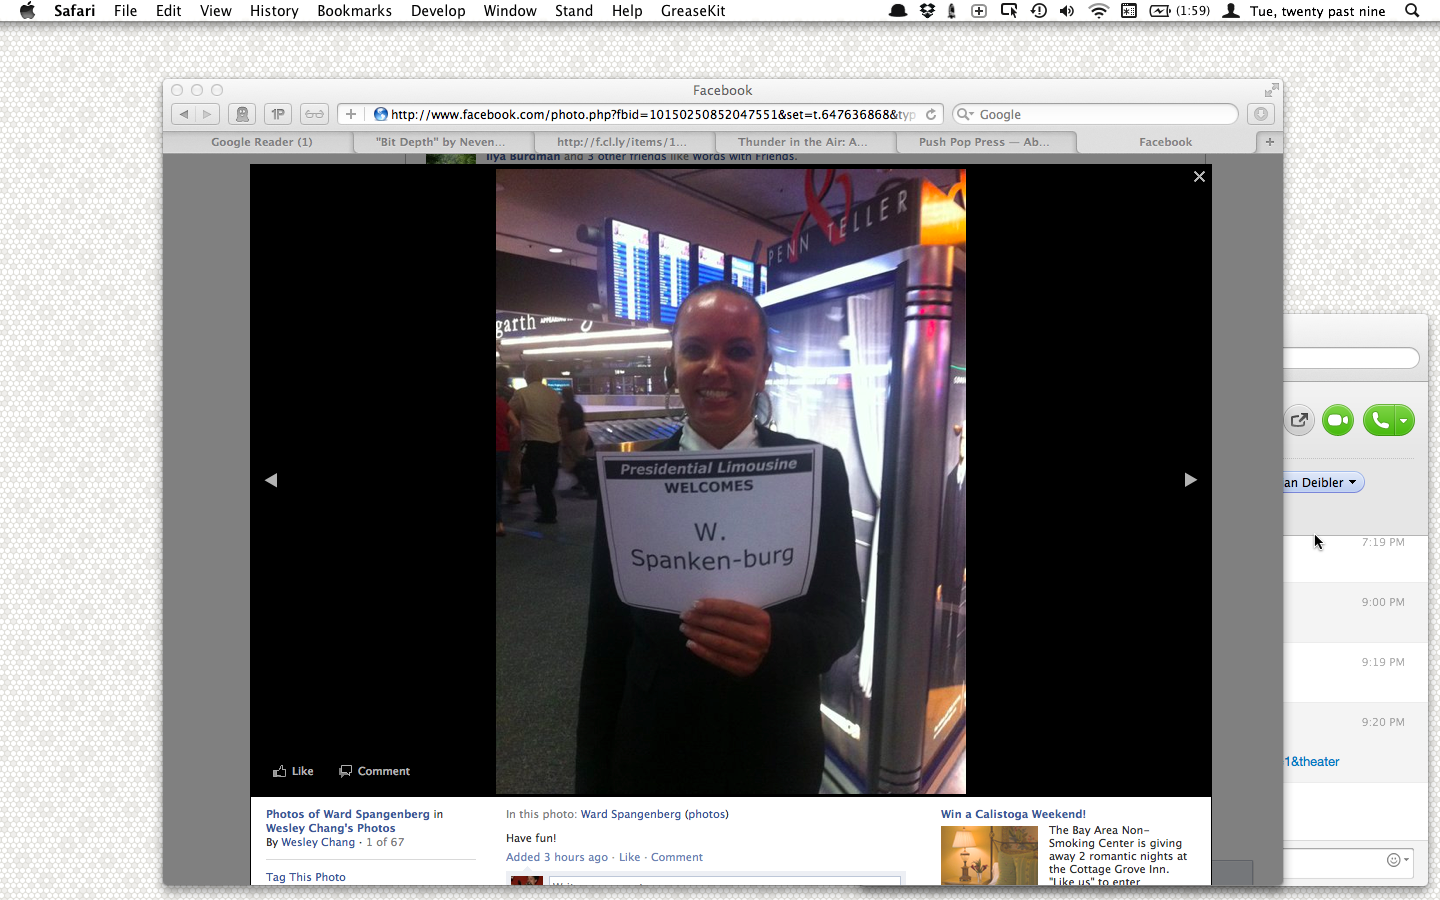 Safari File Edit View History Bookmarks Develop Window Stand Help GreaseKit (1:59) Tue, twenty past nine
Facebook
1P http://www.facebook.com/photo.php?fbid=10150250852047551&set=t.647636868&typ Google
Google Reader (1) "Bit Depth" by Neven... http://f.cl.ly/items/1... Thunder in the Air: A... Push Pop Press — Ab... Facebook
Ilya Burdman and 3 other friends like Words with Friends.
PENN TELLER
garth
Presidential Limousine
WELCOMES
W.
Spanken-burg
an Deibler
7:19 PM
9:00 PM
9:19 PM
9:20 PM
1&theater
Like Comment
Photos of Ward Spangenberg in
Wesley Chang's Photos
By Wesley Chang · 1 of 67
Tag This Photo
In this photo: Ward Spangenberg (photos)
Have fun!
Added 3 hours ago · Like · Comment
Win a Calistoga Weekend!
The Bay Area Non-
Smoking Center is giving
away 2 romantic nights at
the Cottage Grove Inn.
"Like us" to enter